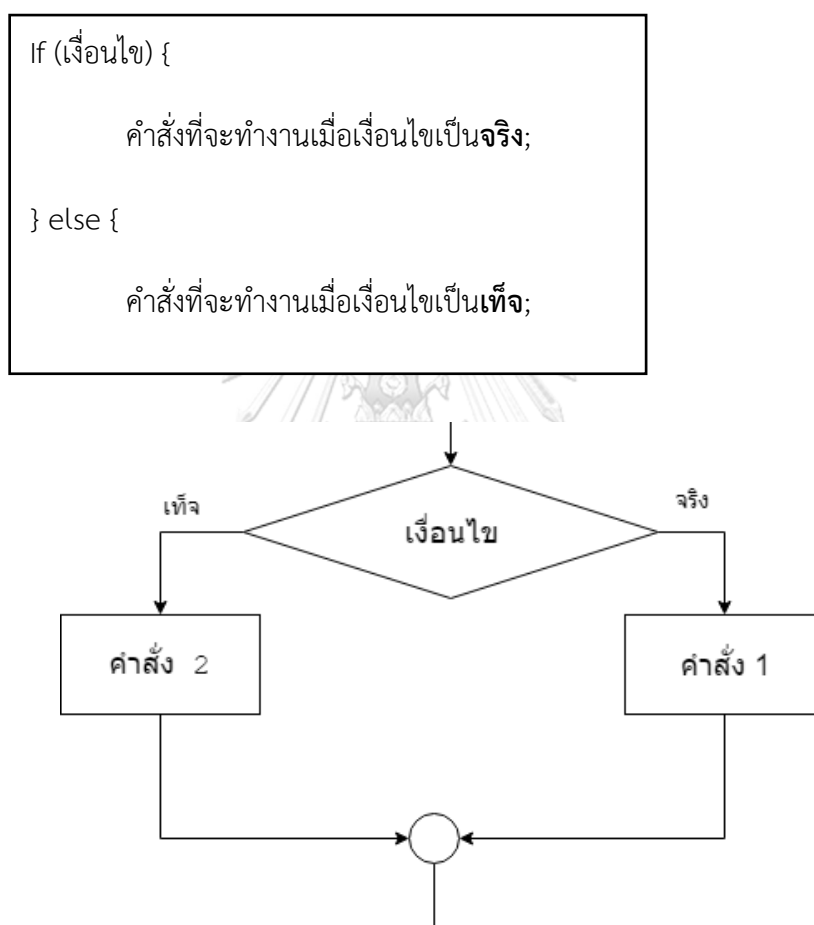 If (เงื่อนไข) {
คำสั่งที่จะทำงานเมื่อเงื่อนไขเป็นจริง;
} else {
คำสั่งที่จะทำงานเมื่อเงื่อนไขเป็นเท็จ;
เท็จ
จริง
เงื่อนไข
คำสั่ง 2
คำสั่ง 1